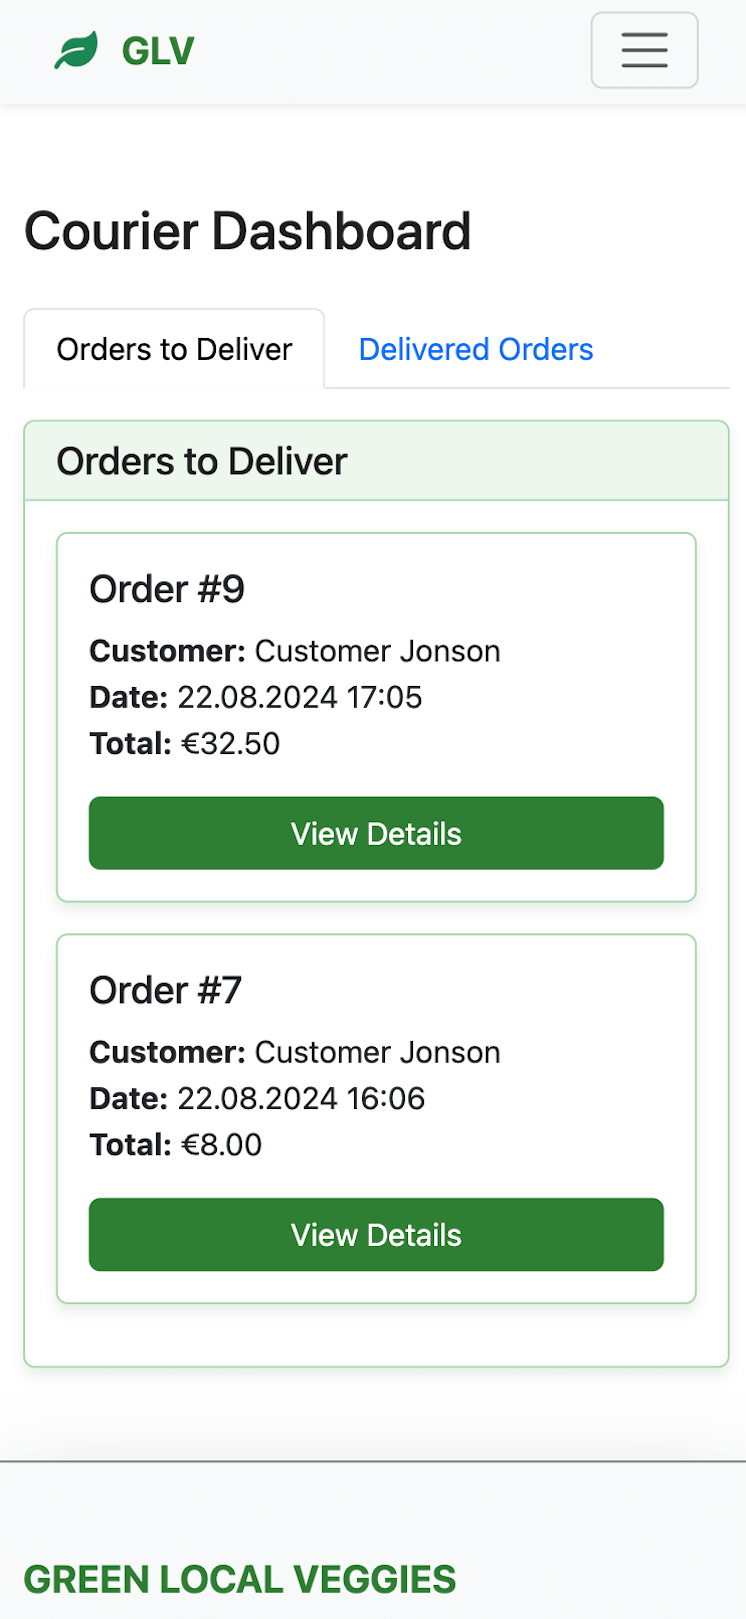 GLV
Courier Dashboard
Orders to Deliver
Delivered Orders
Orders to Deliver
Order #9
Customer: Customer Jonson
Date: 22.08.2024 17:05
Total: €32.50
View Details
Order #7
Customer: Customer Jonson
Date: 22.08.2024 16:06
Total: €8.00
View Details
GREEN LOCAL VEGGIES